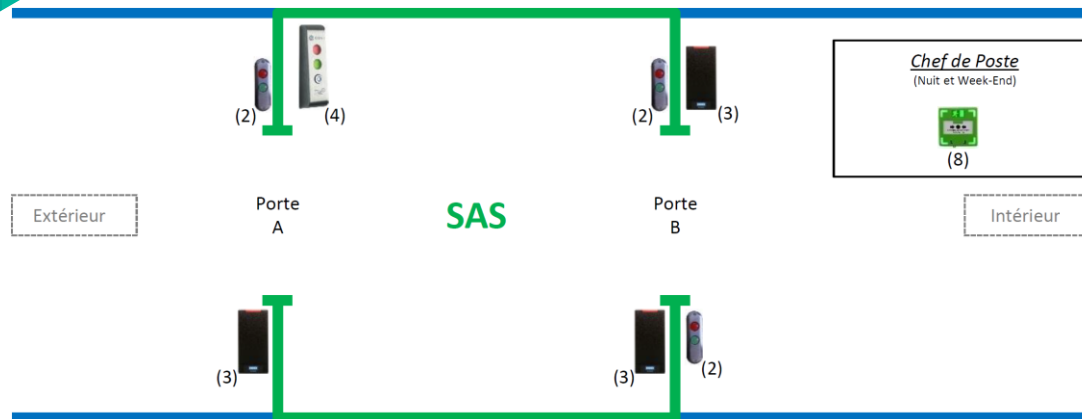 (2)
(4)
(2)
(3)
Chef de Poste
(Nuit et Week-End)
(8)
Extérieur
Porte
A
SAS
Porte
B
Intérieur
(3)
(3)
(2)